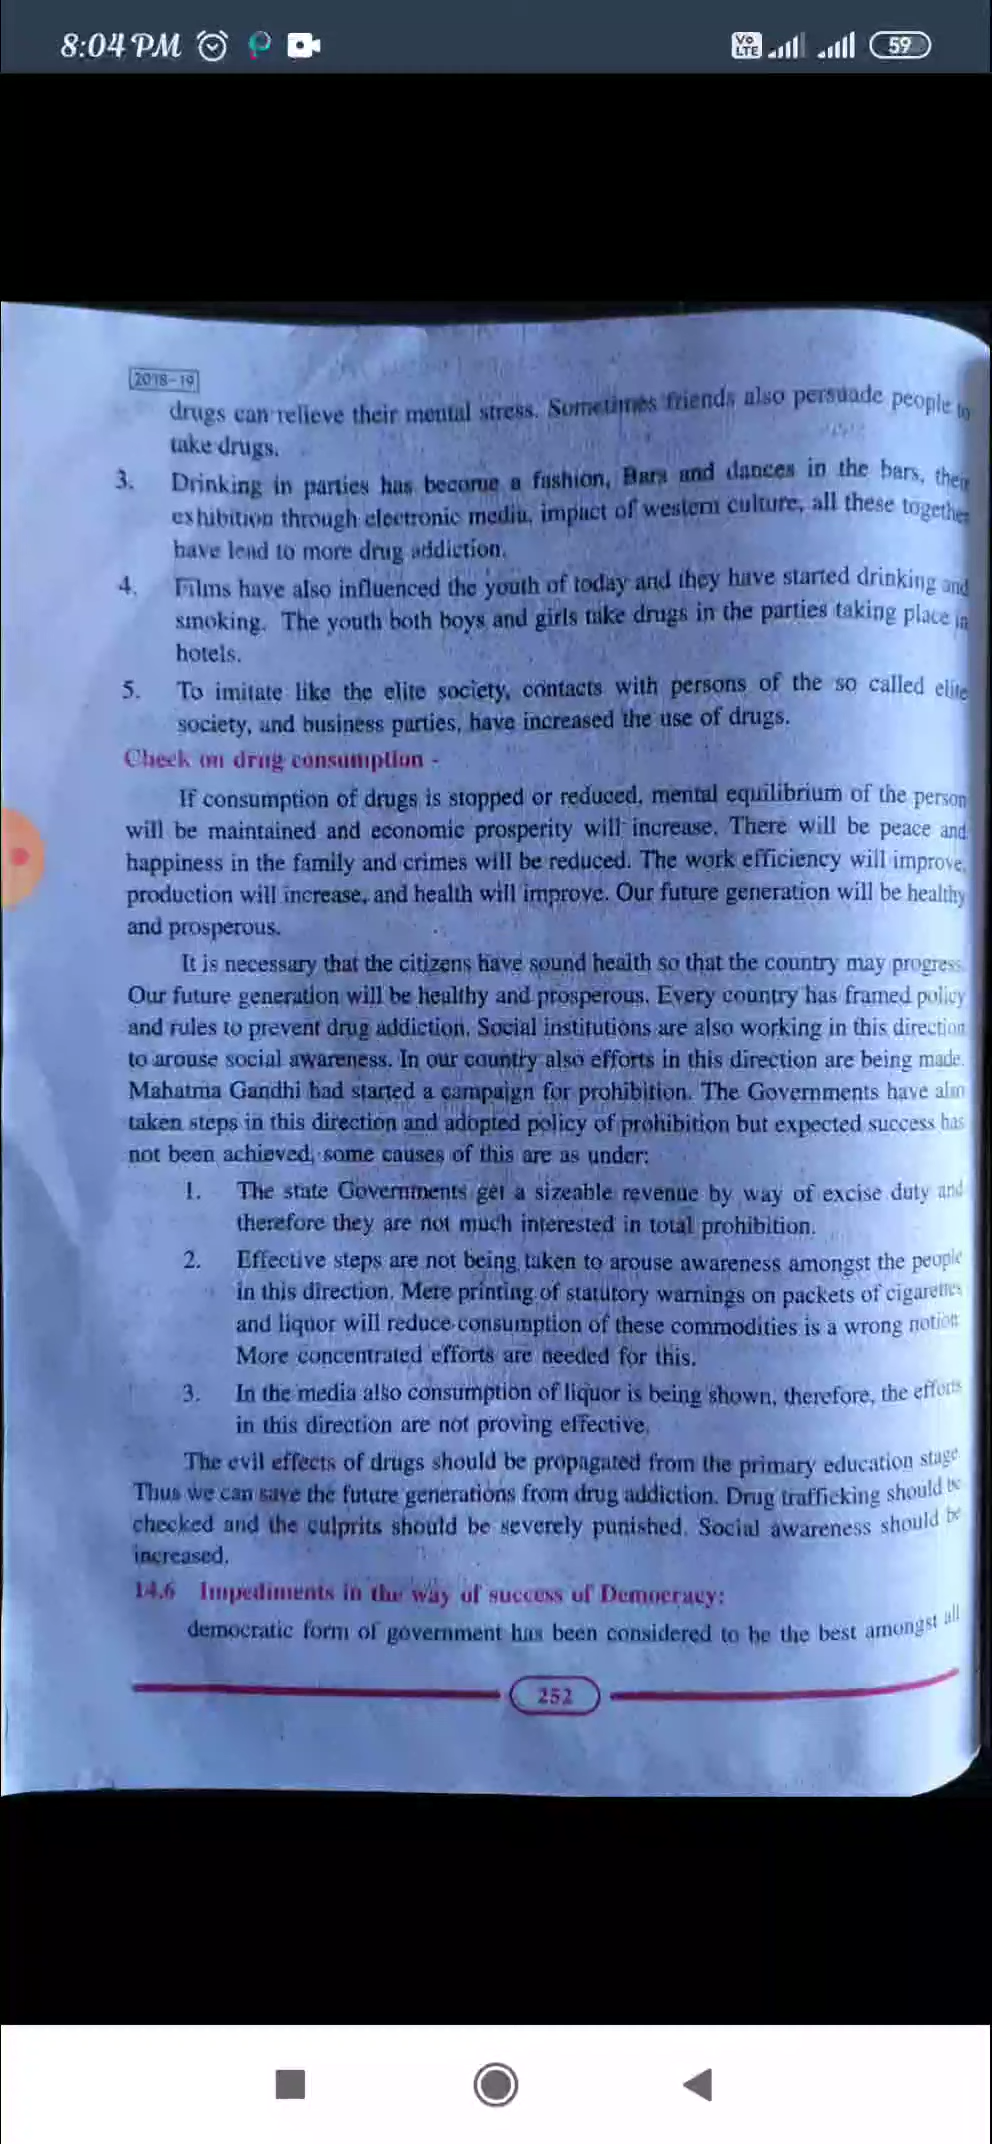 8:04 PM
Vo LTE
59
2018-19
drugs can relieve their mental stress. Sometimes friends also persuade people to
take drugs.
3. Drinking in parties has become a fashion, Bars and dances in the bars, their
exhibition through electronic media, impact of western culture, all these together
have lead to more drug addiction.
4. Films have also influenced the youth of today and they have started drinking and
smoking. The youth both boys and girls take drugs in the parties taking place in
hotels.
5. To imitate like the elite society, contacts with persons of the so called elite
society, and business parties, have increased the use of drugs.
Check on drug consumption -
If consumption of drugs is stopped or reduced, mental equilibrium of the person
will be maintained and economic prosperity will increase. There will be peace and
happiness in the family and crimes will be reduced. The work efficiency will improve,
production will increase, and health will improve. Our future generation will be healthy
and prosperous.
It is necessary that the citizens have sound health so that the country may progress.
Our future generation will be healthy and prosperous. Every country has framed policy
and rules to prevent drug addiction. Social institutions are also working in this direction
to arouse social awareness. In our country also efforts in this direction are being made.
Mahatma Gandhi had started a campaign for prohibition. The Governments have also
taken steps in this direction and adopted policy of prohibition but expected success has
not been achieved, some causes of this are as under:
1. The state Governments get a sizeable revenue by way of excise duty and
therefore they are not much interested in total prohibition.
2. Effective steps are not being taken to arouse awareness amongst the people
in this direction. Mere printing of statutory warnings on packets of cigarettes
and liquor will reduce consumption of these commodities is a wrong notion
More concentrated efforts are needed for this.
3. In the media also consumption of liquor is being shown, therefore, the efforts
in this direction are not proving effective.
The evil effects of drugs should be propagated from the primary education stage
Thus we can save the future generations from drug addiction. Drug trafficking should be
checked and the culprits should be severely punished. Social awareness should be
increased.
14.6 Impediments in the way of success of Democracy:
democratic form of government has been considered to be the best amongst all
252